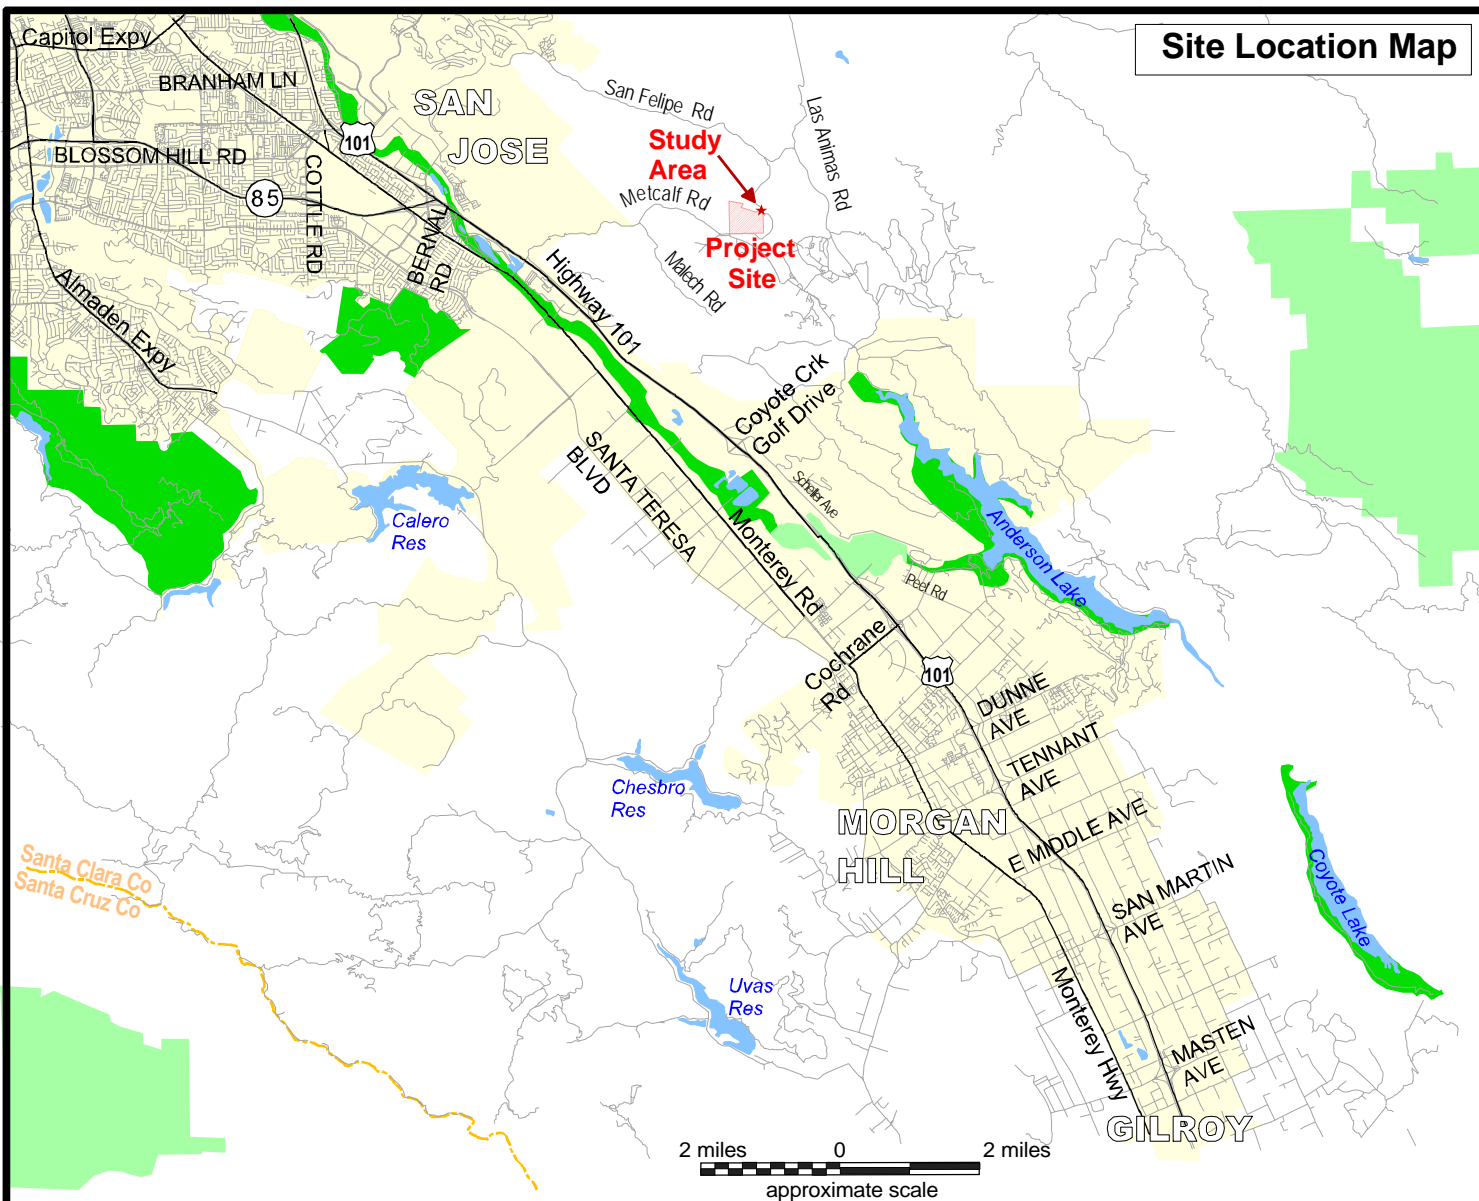 Site Location Map
Capitol Expy
BRANHAM LN
SAN
JOSE
San Felipe Rd
Las Animas Rd
Study
Area
101
BLOSSOM HILL RD
COTTLE RD
85
Metcalf Rd
Project
Site
BERNAL
RD
Malech Rd
Highway 101
Almaden Expy
Coyote Crk
Golf Drive
SANTA TERESA
BLVD
Scheller Ave
Calero
Res
Monterey Rd
Anderson Lake
Peet Rd
Cochrane
Rd
101
DUNNE
AVE
TENNANT
AVE
Chesbro
Res
MORGAN
HILL
E MIDDLE AVE
Santa Clara Co
Santa Cruz Co
SAN MARTIN
AVE
Coyote Lake
Uvas
Res
Monterey Hwy
MASTEN
AVE
GILROY
2 miles 0 2 miles
approximate scale